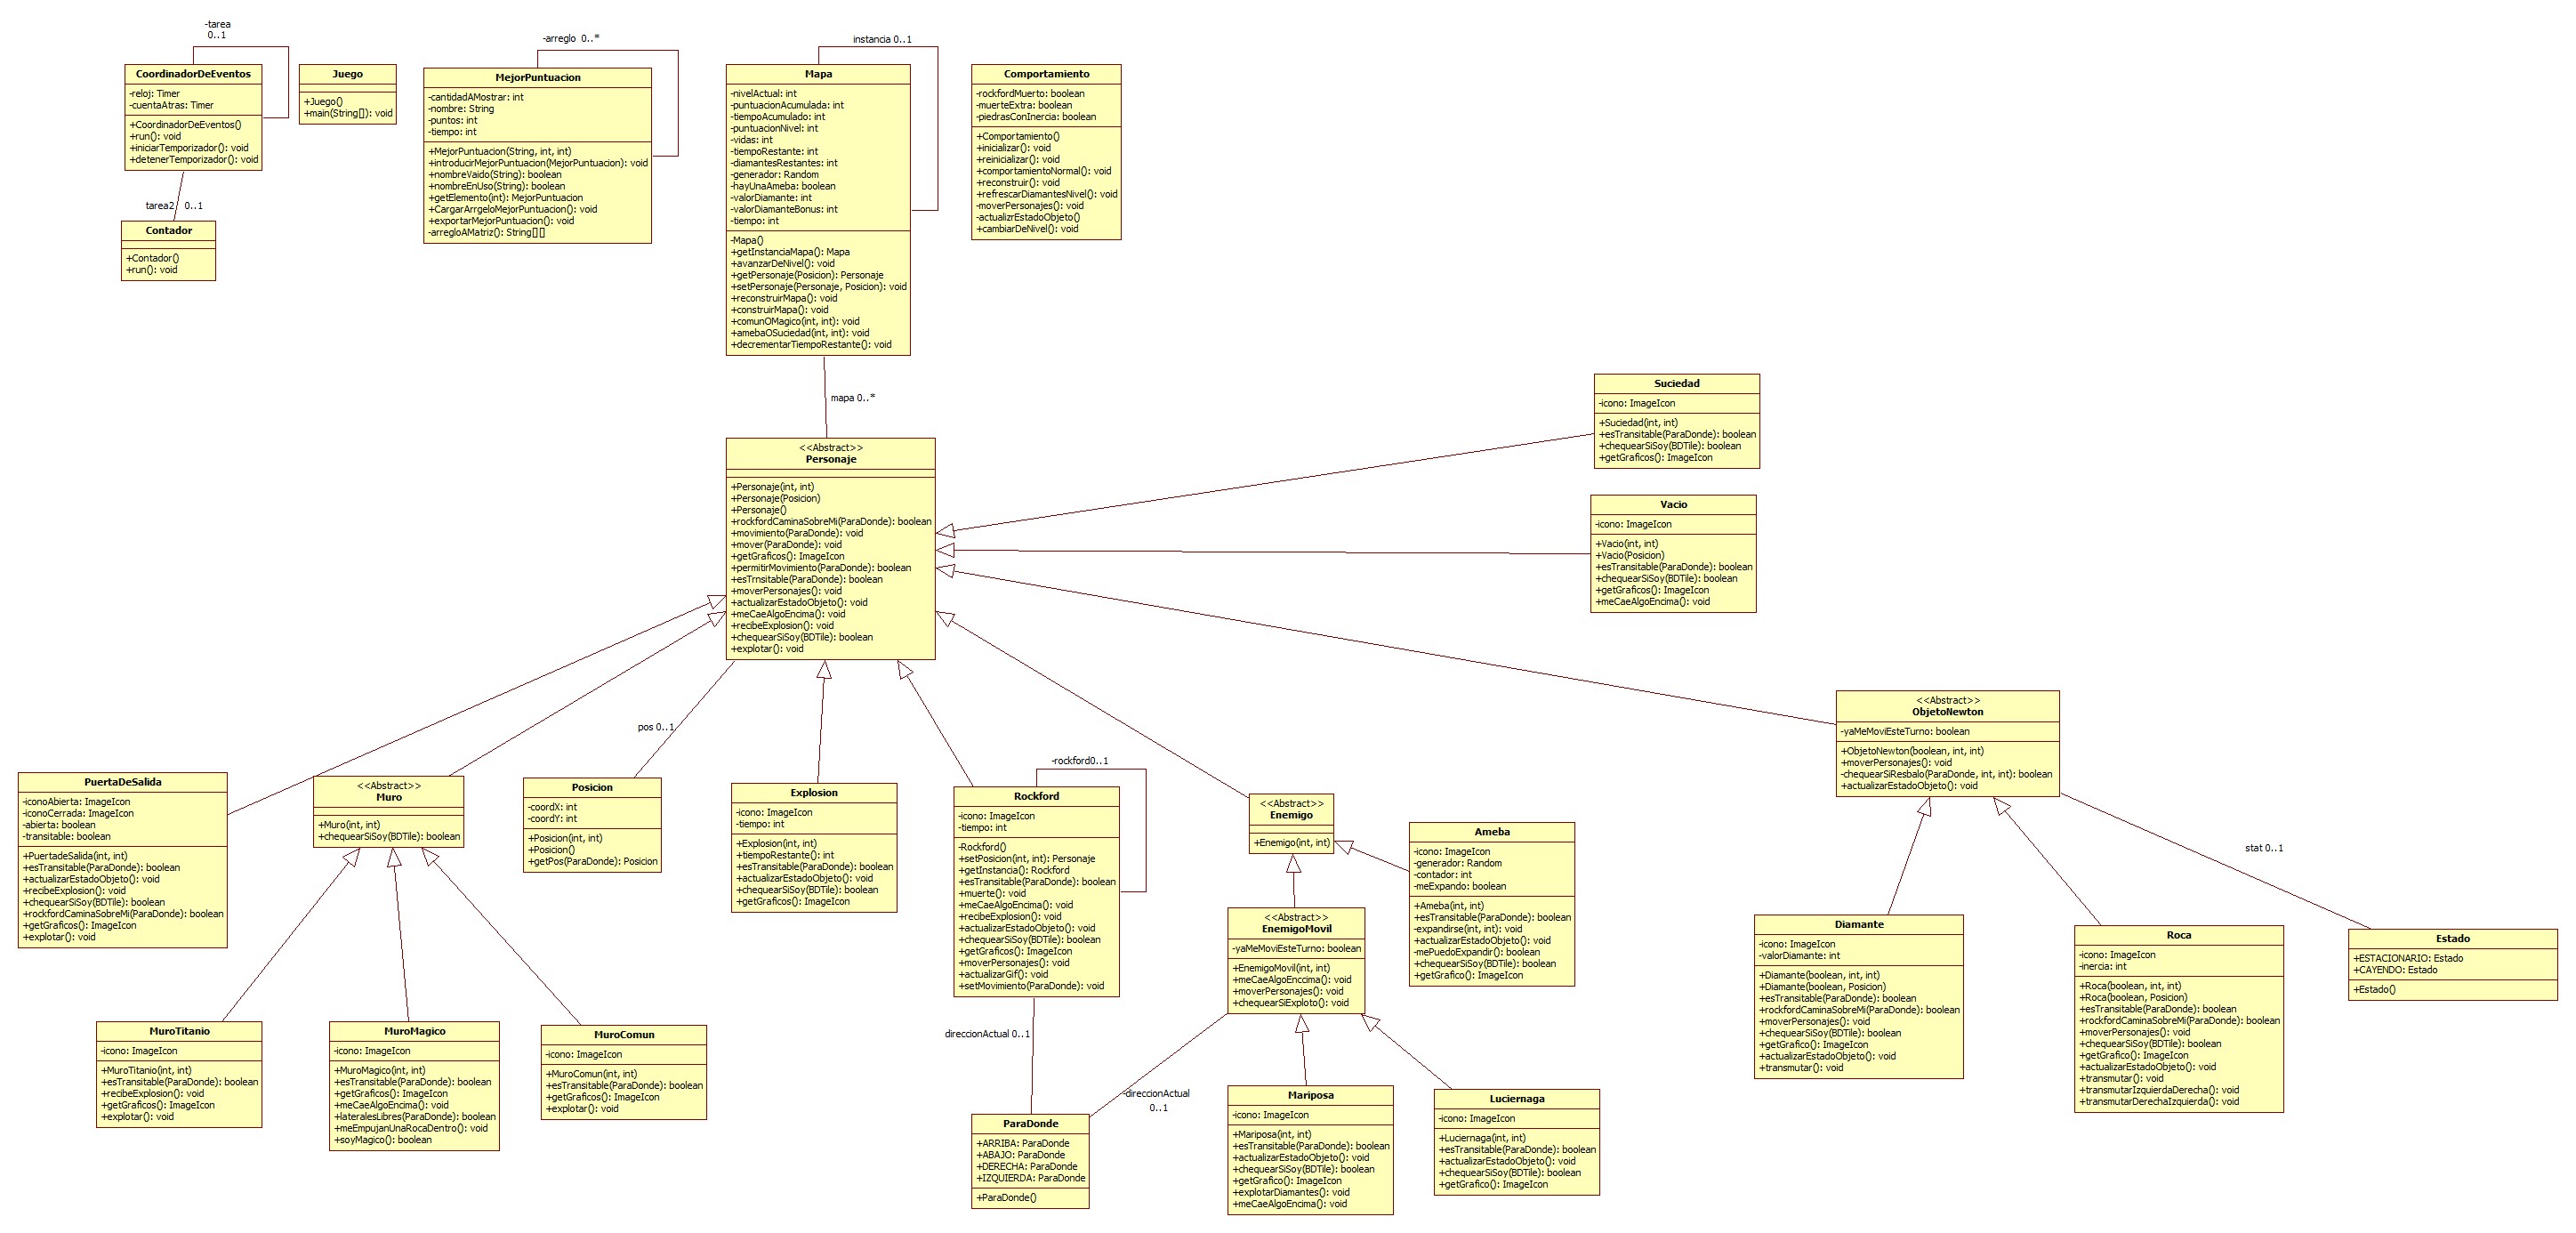 -tarea
0..1
CoordinadorDeEventos
-reloj: Timer
-cuentaAtras: Timer
+CoordinadorDeEventos()
+run(): void
+iniciarTemporizador(): void
+detenerTemporizador(): void
tarea2 0..1
Contador
+Contador()
+run(): void
Juego
+Juego()
+main(String[]): void
-arreglo 0..*
MejorPuntuacion
-cantidadAMostrar: int
-nombre: String
-puntos: int
-tiempo: int
+MejorPuntuacion(String, int, int)
+introducirMejorPuntuacion(MejorPuntuacion): void
+nombreVaido(String): boolean
+nombreEnUso(String): boolean
+getElemento(int): MejorPuntuacion
+CargarArrgeloMejorPuntuacion(): void
+exportarMejorPuntuacion(): void
-arregloAMatriz(): String[][]
instancia 0..1
Mapa
-nivelActual: int
-puntuacionAcumulada: int
-tiempoAcumulado: int
-puntuacionNivel: int
-vidas: int
-tiempoRestante: int
-diamantesRestantes: int
-generador: Random
-hayUnaAmeba: boolean
-valorDiamante: int
-valorDiamanteBonus: int
-tiempo: int
-Mapa()
+getInstanciaMapa(): Mapa
+avanzarDeNivel(): void
+getPersonaje(Posicion): Personaje
+setPersonaje(Personaje, Posicion): void
+reconstruirMapa(): void
+construirMapa(): void
+comunOMagico(int, int): void
+amebaOSuciedad(int, int): void
+decrementarTiempoRestante(): void
Comportamiento
-rockfordMuerto: boolean
-muerteExtra: boolean
-piedrasConInercia: boolean
+Comportamiento()
+inicializar(): void
+reinicializar(): void
+comportamientoNormal(): void
+reconstruir(): void
+refrescarDiamantesNivel(): void
-moverPersonajes(): void
-actualizrEstadoObjeto()
+cambiarDeNivel(): void
mapa 0..*
<<Abstract>>
Personaje
+Personaje(int, int)
+Personaje(Posicion)
+Personaje()
+rockfordCaminaSobreMi(ParaDonde): boolean
+movimiento(ParaDonde): void
+mover(ParaDonde): void
+getGraficos(): ImageIcon
+permitirMovimiento(ParaDonde): boolean
+esTrnsitable(ParaDonde): boolean
+moverPersonajes(): void
+actualizarEstadoObjeto(): void
+meCaeAlgoEncima(): void
+recibeExplosion(): void
+chequearSiSoy(BDTile): boolean
+explotar(): void
Suciedad
-icono: ImageIcon
+Suciedad(int, int)
+esTransitable(ParaDonde): boolean
+chequearSiSoy(BDTile): boolean
+getGraficos(): ImageIcon
Vacio
-icono: ImageIcon
+Vacio(int, int)
+Vacio(Posicion)
+esTransitable(ParaDonde): boolean
+chequearSiSoy(BDTile): boolean
+getGraficos(): ImageIcon
+meCaeAlgoEncima(): void
<<Abstract>>
ObjetoNewton
-yaMeMoviEsteTurno: boolean
+ObjetoNewton(boolean, int, int)
+moverPersonajes(): void
-chequearSiResbalo(ParaDonde, int, int): boolean
+actualizarEstadoObjeto(): void
PuertaDeSalida
-iconoAbierta: ImageIcon
-iconoCerrada: ImageIcon
-abierta: boolean
-transitable: boolean
+PuertadeSalida(int, int)
+esTransitable(ParaDonde): boolean
+actualizarEstadoObjeto(): void
+recibeExplosion(): void
+chequearSiSoy(BDTile): boolean
+rockfordCaminaSobreMi(ParaDonde): boolean
+getGraficos(): ImageIcon
+explotar(): void
<<Abstract>>
Muro
+Muro(int, int)
+chequearSiSoy(BDTile): boolean
pos 0..1
Posicion
-coordX: int
-coordY: int
+Posicion(int, int)
+Posicion()
+getPos(ParaDonde): Posicion
Explosion
-icono: ImageIcon
-tiempo: int
+Explosion(int, int)
+tiempoRestante(): int
+esTransitable(ParaDonde): boolean
+actualizarEstadoObjeto(): void
+chequearSiSoy(BDTile): boolean
+getGraficos(): ImageIcon
-rockford0..1
Rockford
-icono: ImageIcon
-tiempo: int
-Rockford()
+setPosicion(int, int): Personaje
+getInstancia(): Rockford
+esTransitable(ParaDonde): boolean
+muerte(): void
+meCaeAlgoEncima(): void
+recibeExplosion(): void
+actualizarEstadoObjeto(): void
+chequearSiSoy(BDTile): boolean
+getGraficos(): ImageIcon
+moverPersonajes(): void
+actualizarGif(): void
+setMovimiento(ParaDonde): void
<<Abstract>>
Enemigo
+Enemigo(int, int)
Ameba
-icono: ImageIcon
-generador: Random
-contador: int
-meExpando: boolean
+Ameba(int, int)
+esTransitable(ParaDonde): boolean
-expandirse(int, int): void
+actualizarEstadoObjeto(): void
-mePuedoExpandir(): boolean
+chequearSiSoy(BDTile): boolean
+getGrafico(): ImageIcon
<<Abstract>>
EnemigoMovil
-yaMeMoviEsteTurno: boolean
+EnemigoMovil(int, int)
+meCaeAlgoEnccima(): void
+moverPersonajes(): void
+chequearSiExploto(): void
stat 0..1
Diamante
-icono: ImageIcon
-valorDiamante: int
+Diamante(boolean, int, int)
+Diamante(boolean, Posicion)
+esTransitable(ParaDonde): boolean
+rockfordCaminaSobreMi(ParaDonde): boolean
+moverPersonajes(): void
+chequearSiSoy(BDTile): boolean
+getGrafico(): ImageIcon
+actualizarEstadoObjeto(): void
+transmutar(): void
Roca
-icono: ImageIcon
-inercia: int
+Roca(boolean, int, int)
+Roca(boolean, Posicion)
+esTransitable(ParaDonde): boolean
+rockfordCaminaSobreMi(ParaDonde): boolean
+moverPersonajes(): void
+chequearSiSoy(BDTile): boolean
+getGrafico(): ImageIcon
+actualizarEstadoObjeto(): void
+transmutar(): void
+transmutarIzquierdaDerecha(): void
+transmutarDerechaIzquierda(): void
Estado
+ESTACIONARIO: Estado
+CAYENDO: Estado
+Estado()
MuroTitanio
-icono: ImageIcon
+MuroTitanio(int, int)
+esTransitable(ParaDonde): boolean
+recibeExplosion(): void
+getGraficos(): ImageIcon
+explotar(): void
MuroMagico
-icono: ImageIcon
+MuroMagico(int, int)
+esTransitable(ParaDonde): boolean
+getGraficos(): ImageIcon
+meCaeAlgoEncima(): void
+lateralesLibres(ParaDonde): boolean
+meEmpujanUnaRocaDentro(): void
+soyMagico(): boolean
MuroComun
-icono: ImageIcon
+MuroComun(int, int)
+esTransitable(ParaDonde): boolean
+getGraficos(): ImageIcon
+explotar(): void
direccionActual 0..1
-direccionActual
0..1
ParaDonde
+ARRIBA: ParaDonde
+ABAJO: ParaDonde
+DERECHA: ParaDonde
+IZQUIERDA: ParaDonde
+ParaDonde()
Mariposa
-icono: ImageIcon
+Mariposa(int, int)
+esTransitable(ParaDonde): boolean
+actualizarEstadoObjeto(): void
+chequearSiSoy(BDTile): boolean
+getGrafico(): ImageIcon
+explotarDiamantes(): void
+meCaeAlgoEncima(): void
Luciernaga
-icono: ImageIcon
+Luciernaga(int, int)
+esTransitable(ParaDonde): boolean
+actualizarEstadoObjeto(): void
+chequearSiSoy(BDTile): boolean
+getGrafico(): ImageIcon